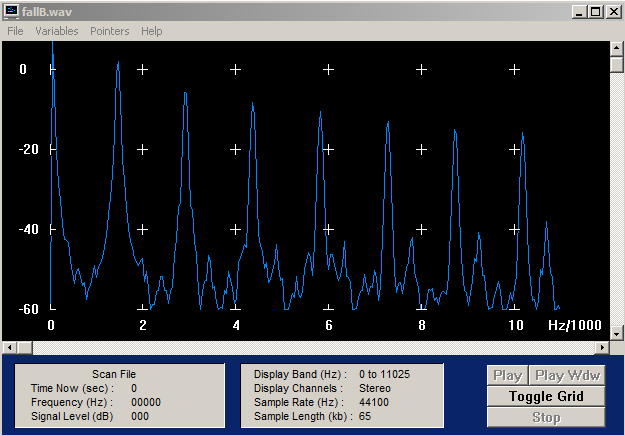 fallB.wav
File Variables Pointers Help
0
-20
-40
-60
0 2 4 6 8 10 Hz/1000
Scan File
Time Now (sec) : 0
Frequency (Hz) : 00000
Signal Level (dB) 000
Display Band (Hz) : 0 to 11025
Display Channels : Stereo
Sample Rate (Hz) : 44100
Sample Length (kb) : 65
Play Play Wdw
Toggle Grid
Stop